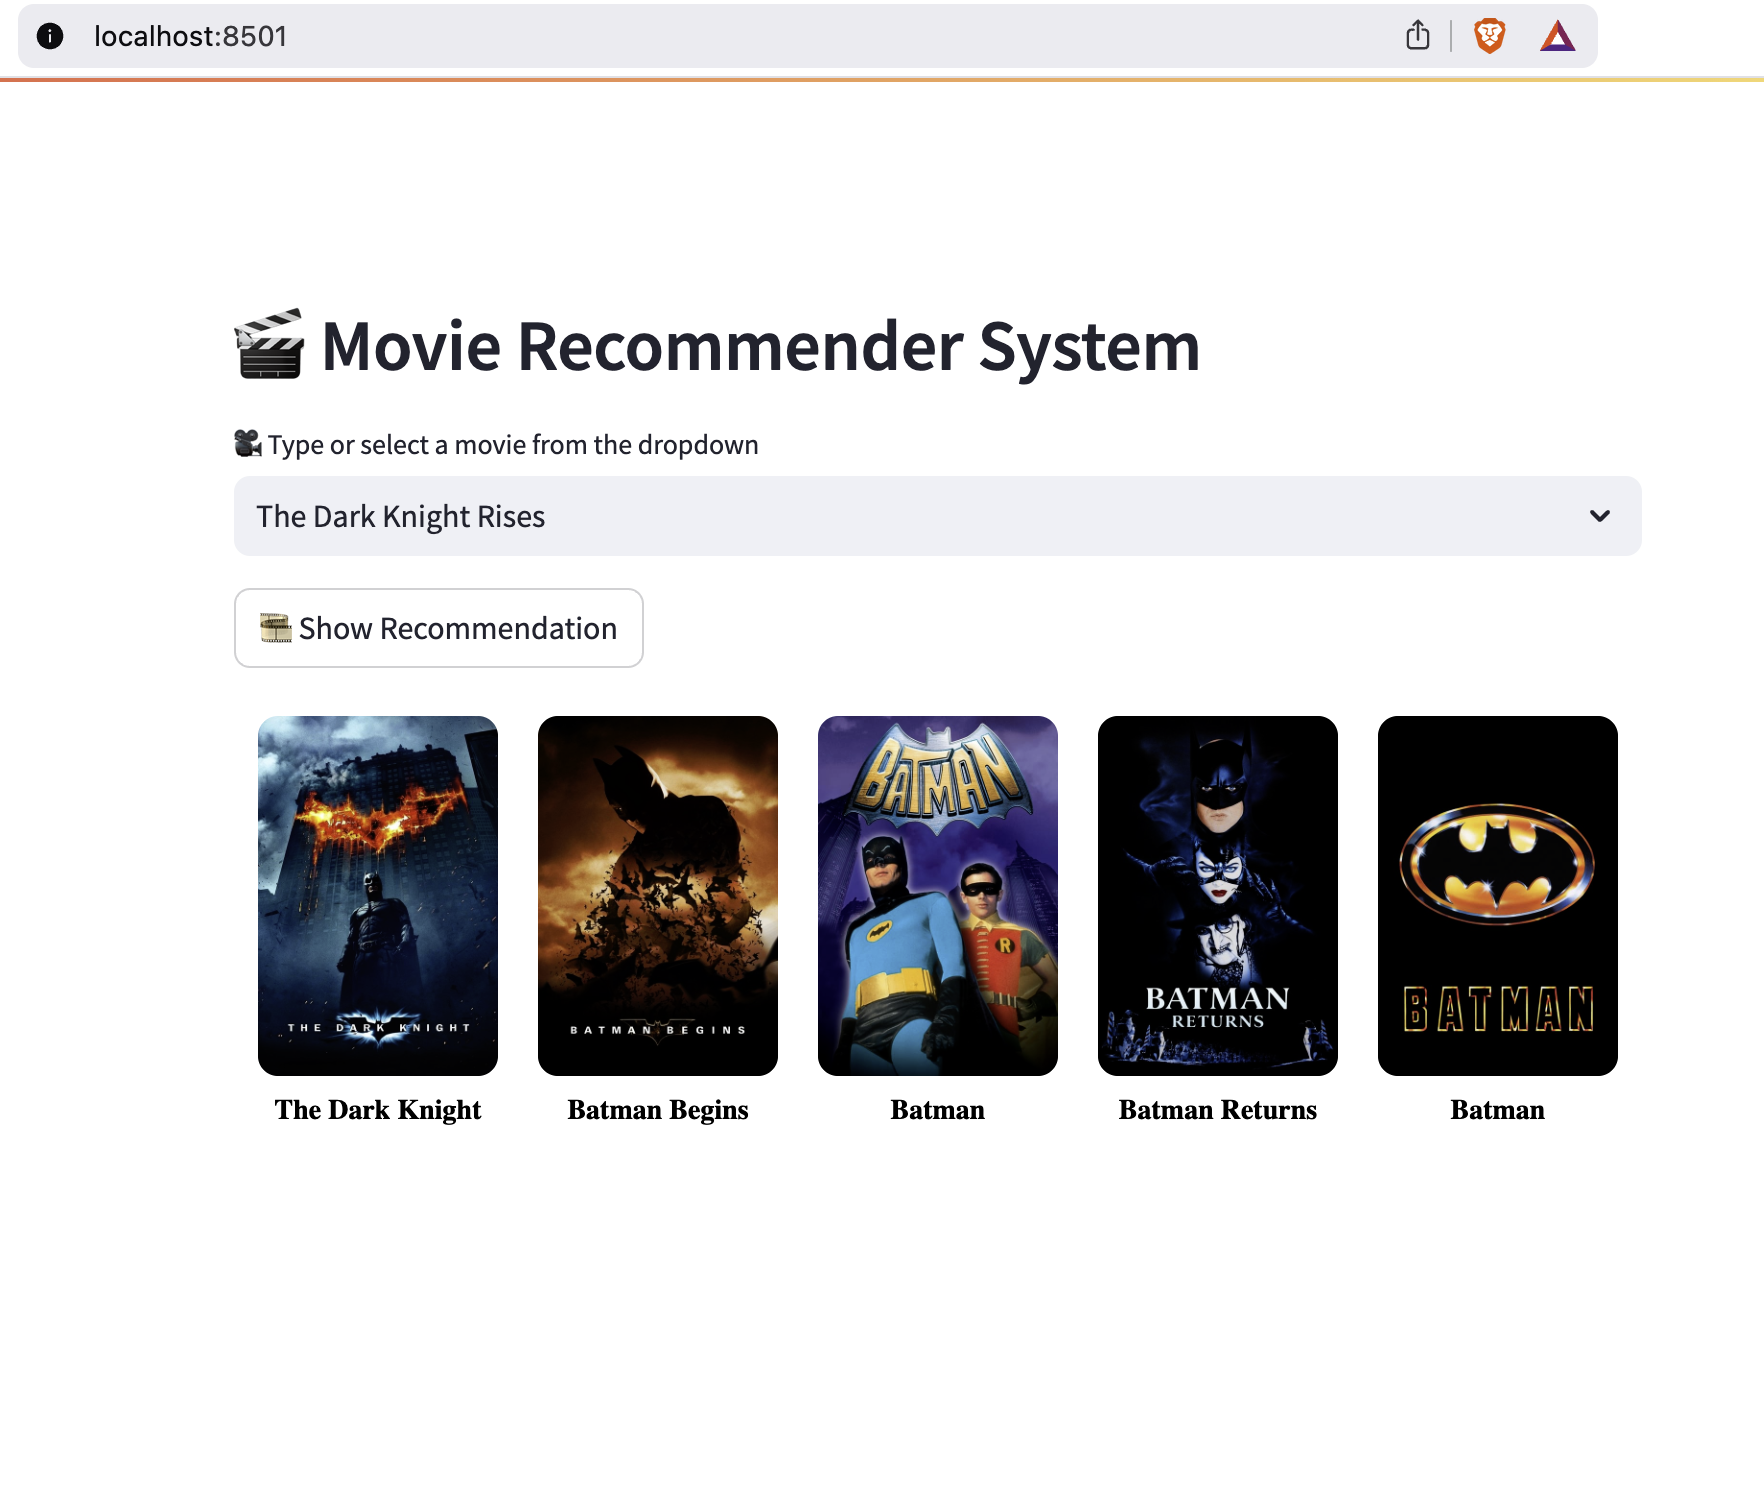 localhost:8501
Movie Recommender System
Type or select a movie from the dropdown
The Dark Knight Rises
Show Recommendation
THE DARK KNIGHT
BATMAN BEGINS
BATMAN
R
BATMAN
RETURNS
BATMAN
The Dark Knight
Batman Begins
Batman
Batman Returns
Batman